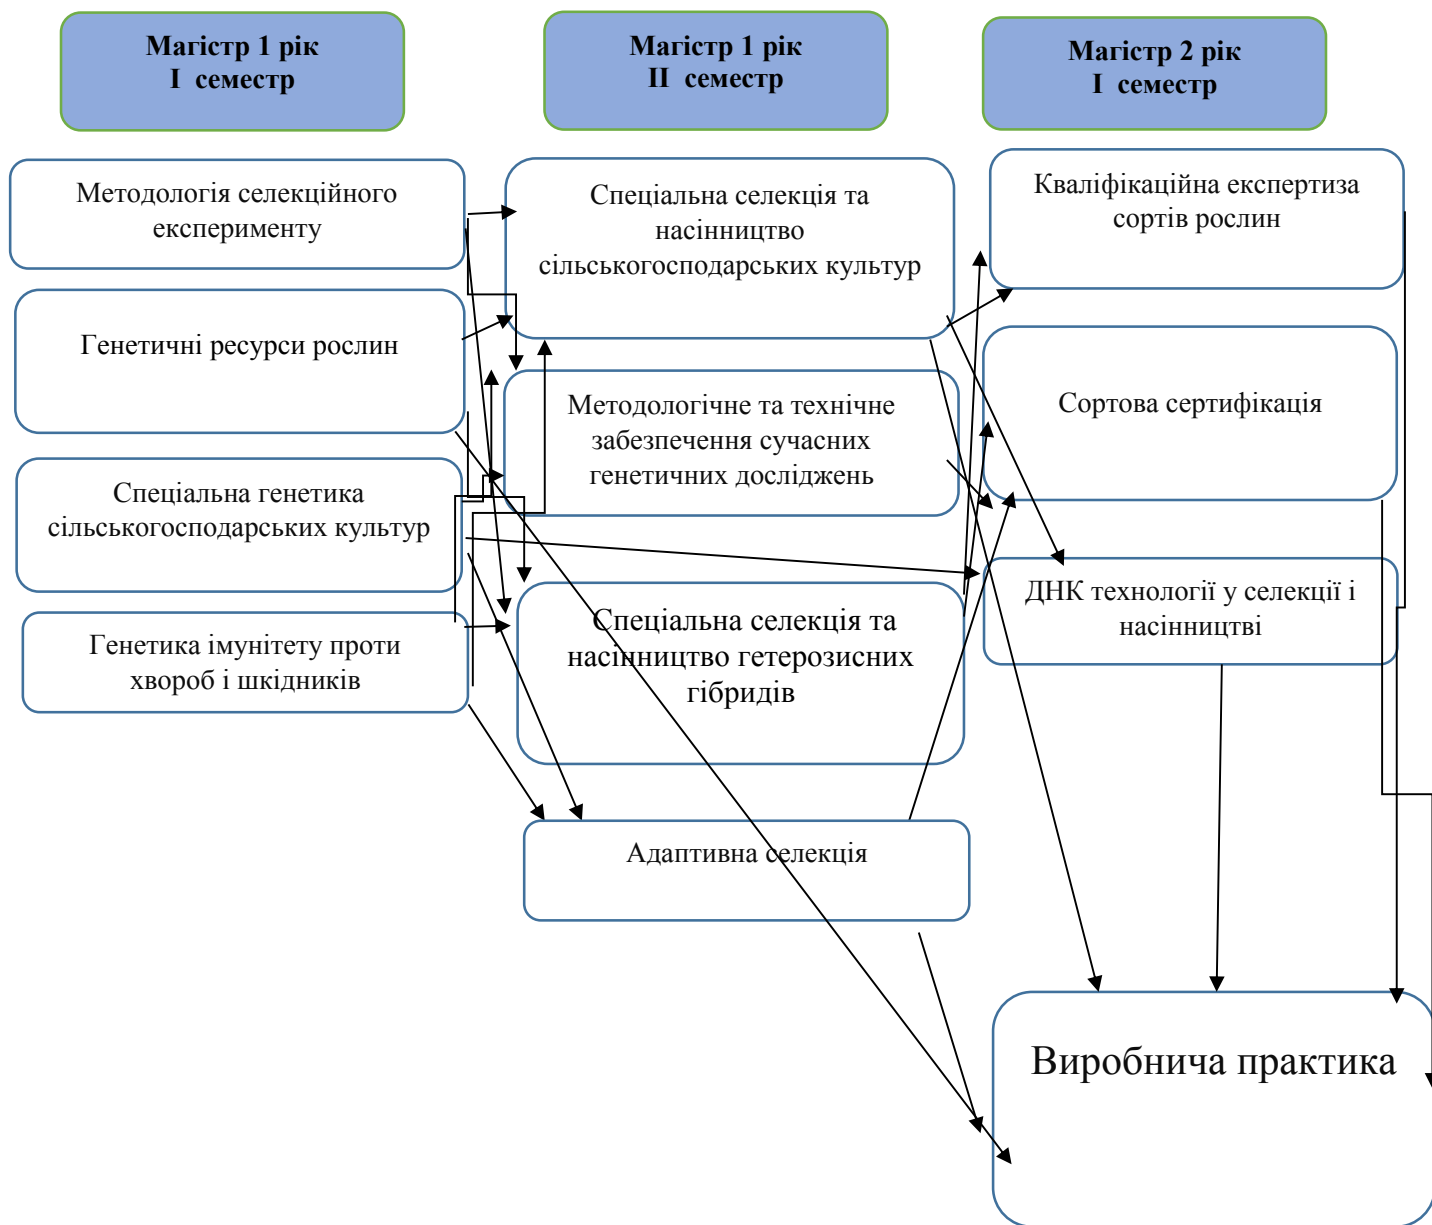 Магістр 1 рік
І семестр
Магістр 1 рік
ІІ семестр
Магістр 2 рік
І семестр
Методологія селекційного
експерименту
Генетичні ресурси рослин
Спеціальна генетика
сільськогосподарських культур
Генетика імунітету проти
хвороб і шкідників
Спеціальна селекція та
насінництво
сільськогосподарських культур
Методологічне та технічне
забезпечення сучасних
генетичних досліджень
Спеціальна селекція та
насінництво гетерозисних
гібридів
Адаптивна селекція
Кваліфікаційна експертиза
сортів рослин
Сортова сертифікація
ДНК технології у селекції і
насінництві
Виробнича практика